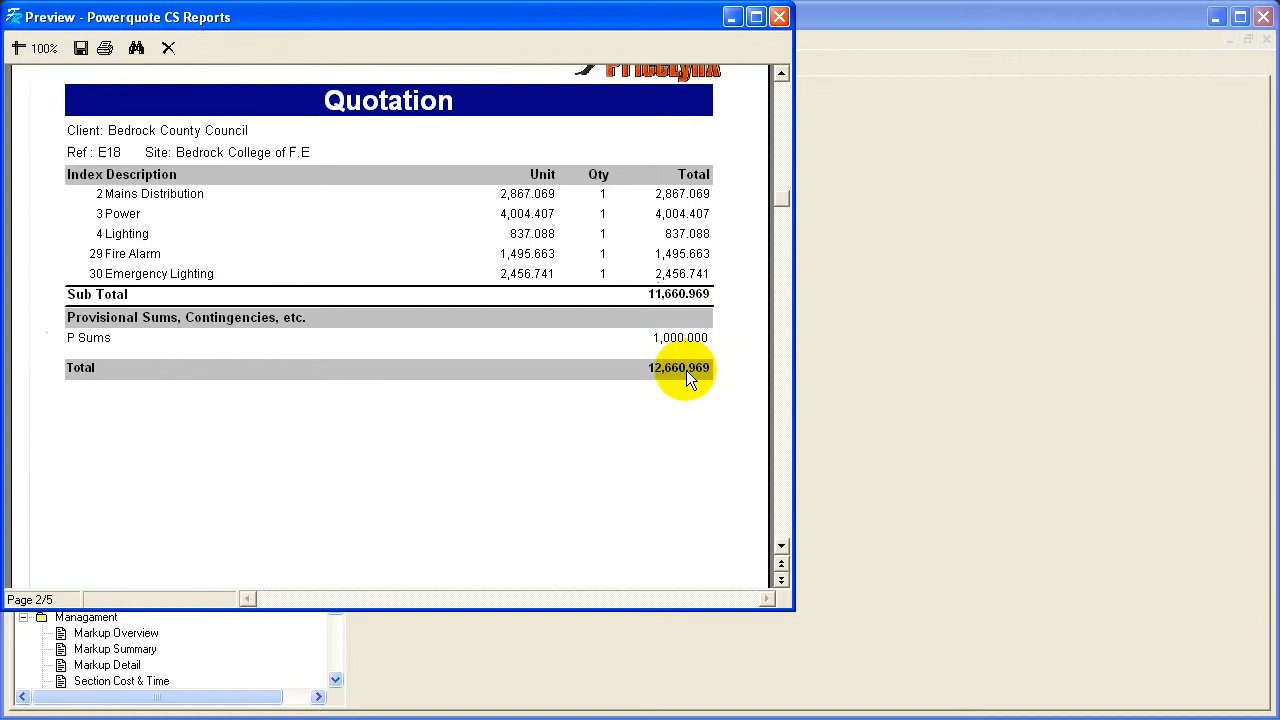 Preview - Powerquote CS Reports
100%
PriceLynx
Quotation
Client: Bedrock County Council
Ref : E18 Site: Bedrock College of F.E
Index Description Unit Qty Total
2 Mains Distribution 2,867.069 1 2,867.069
3 Power 4,004.407 1 4,004.407
4 Lighting 837.088 1 837.088
29 Fire Alarm 1,495.663 1 1,495.663
30 Emergency Lighting 2,456.741 1 2,456.741
Sub Total 11,660.969
Provisional Sums, Contingencies, etc.
P Sums 1,000.000
Total 12,660.969
Page 2/5
Managament
Markup Overview
Markup Summary
Markup Detail
Section Cost & Time